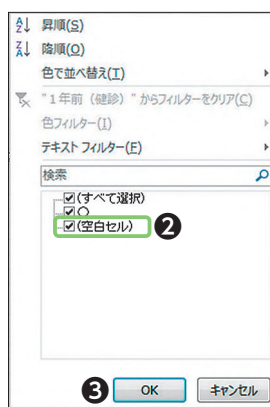 昇順(S)
降順(O)
色で並べ替え(T)
"１年前（健診）"からフィルターをクリア(C)
色フィルター(I)
テキスト フィルター(F)
検索
(すべて選択)
○
(空白セル) ❷
❸ OK キャンセル